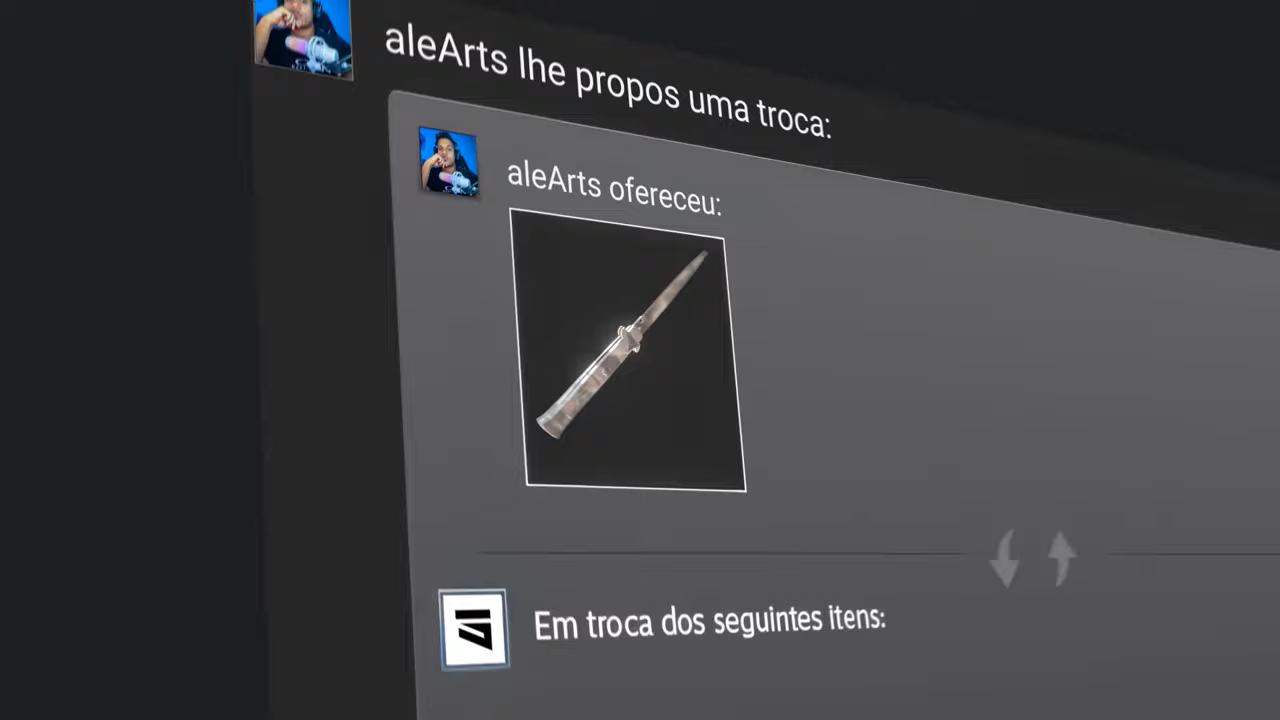 aleArts lhe propos uma troca:
aleArts ofereceu:
Em troca dos seguintes itens: